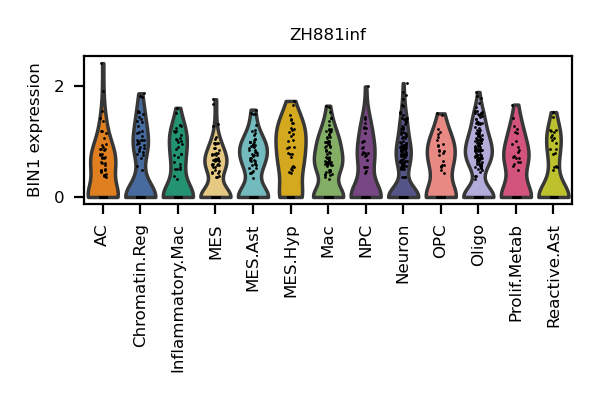 ZH881inf
BIN1 expression
2
0
AC
Chromatin.Reg
Inflammatory.Mac
MES
MES.Ast
MES.Hyp
Mac
NPC
Neuron
OPC
Oligo
Prolif.Metab
Reactive.Ast